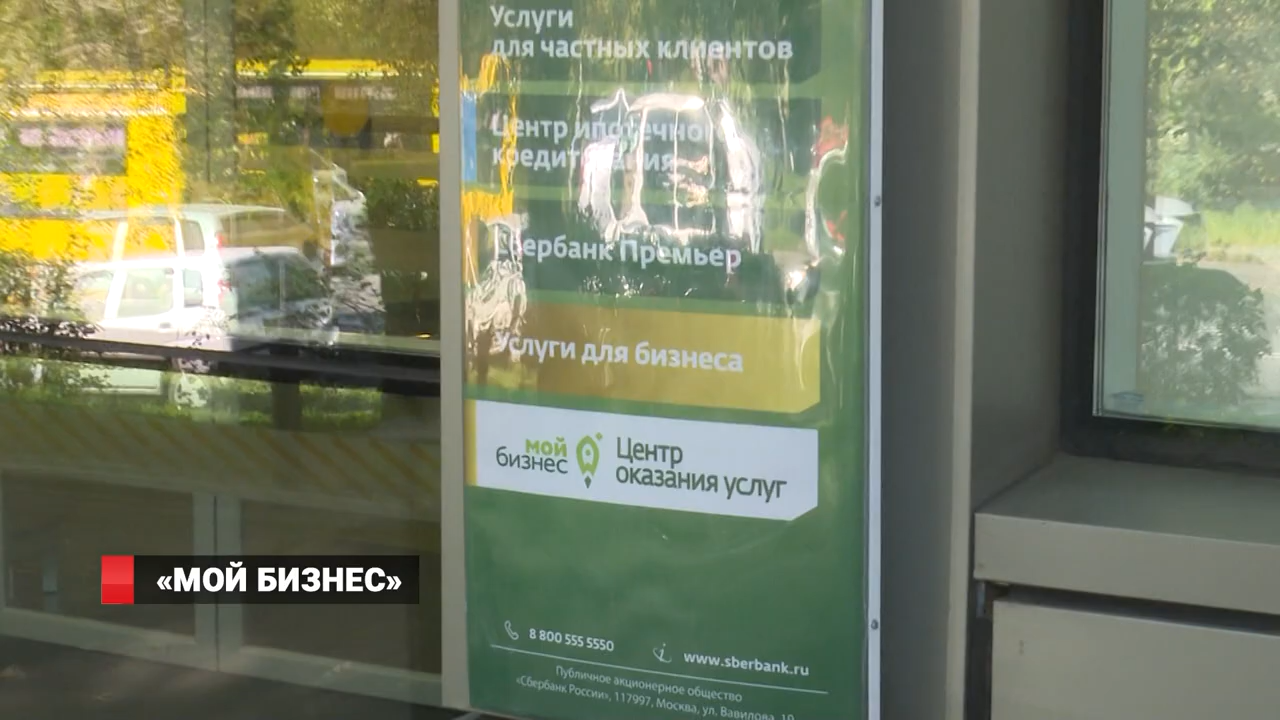 Услуги
для частных клиентов
Центр ипотечного
кредитования
Сбербанк Премьер
Услуги для бизнеса
мой
бизнес
Центр
оказания услуг
«МОЙ БИЗНЕС»
8 800 555 5550
www.sberbank.ru
Публичное акционерное общество
«Сбербанк России», 117997, Москва, ул. Вавилова, 19